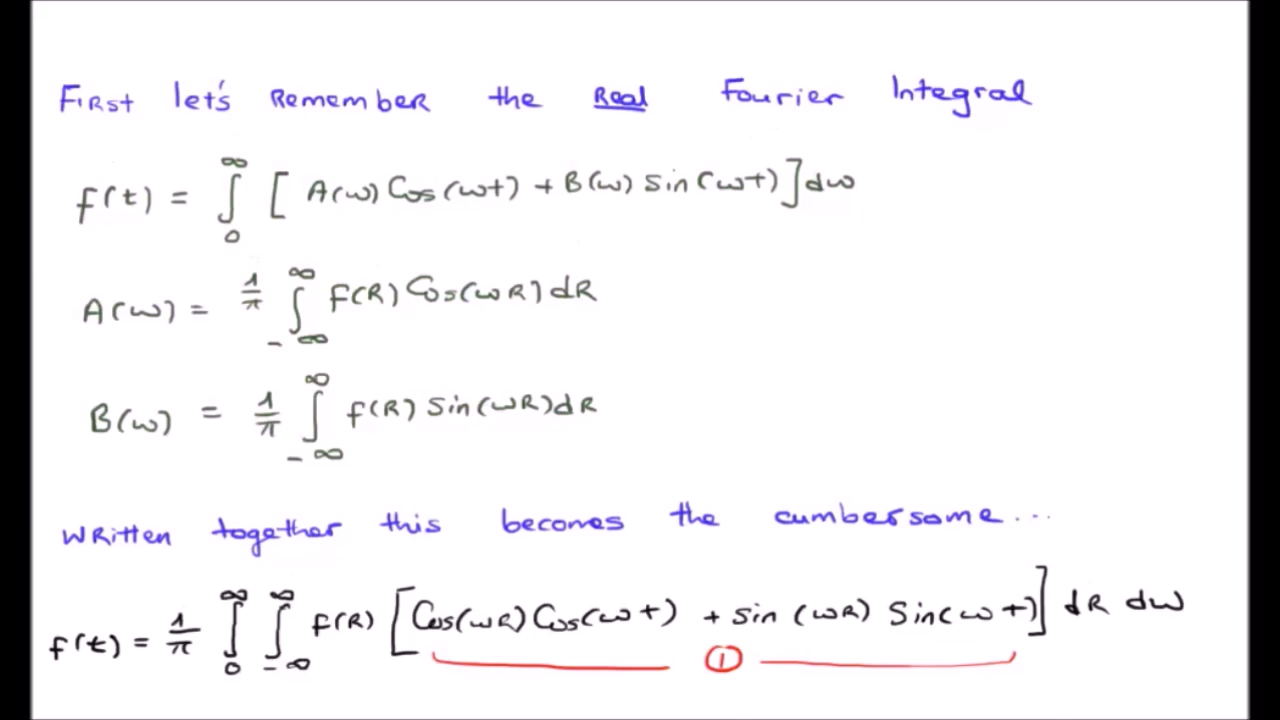 First let's Remember the Real Fourier Integral
f(t) = ∫₀^∞ [ A(ω) Cos(ωt) + B(ω) sin(ωt) ] dω
A(ω) = 1/π ∫₋∞^∞ f(R) Cos(ωR) dR
B(ω) = 1/π ∫₋∞^∞ f(R) sin(ωR) dR
Written together this becomes the cumbersome...
f(t) = 1/π ∫₀^∞ ∫₋∞^∞ f(R) [ Cos(ωR) Cos(ωt) + sin(ωR) Sin(ωt) ] dR dω
①